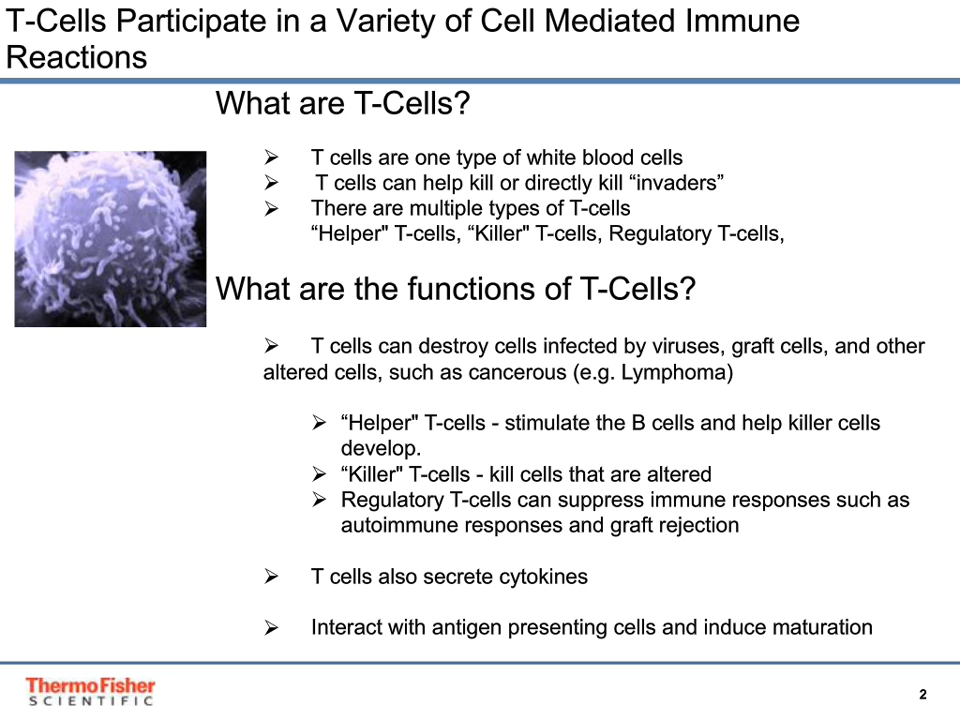 T-Cells Participate in a Variety of Cell Mediated Immune
Reactions
What are T-Cells?
➢ T cells are one type of white blood cells
➢ T cells can help kill or directly kill “invaders”
➢ There are multiple types of T-cells
“Helper" T-cells, “Killer" T-cells, Regulatory T-cells,
What are the functions of T-Cells?
➢ T cells can destroy cells infected by viruses, graft cells, and other
altered cells, such as cancerous (e.g. Lymphoma)
➢ “Helper" T-cells - stimulate the B cells and help killer cells
develop.
➢ “Killer" T-cells - kill cells that are altered
➢ Regulatory T-cells can suppress immune responses such as
autoimmune responses and graft rejection
➢ T cells also secrete cytokines
➢ Interact with antigen presenting cells and induce maturation
ThermoFisher
SCIENTIFIC
2